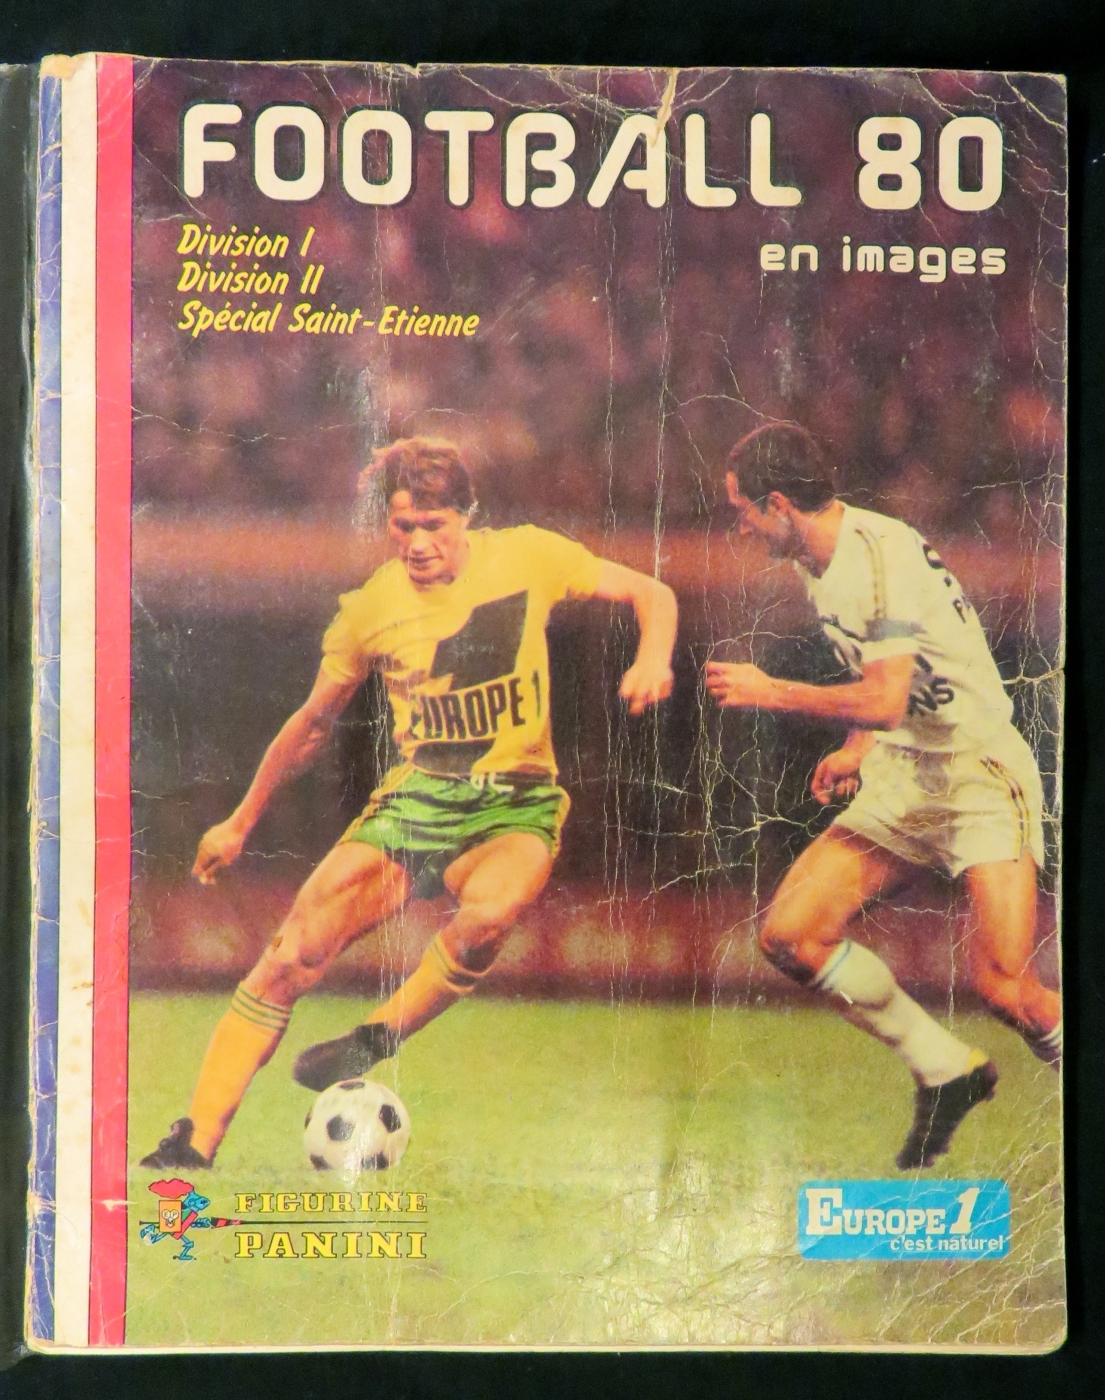 FOOTBALL 80
en images
Division I
Division II
Spécial Saint-Etienne
EUROPE 1
FIGURINE
PANINI
EUROPE 1
c'est naturel